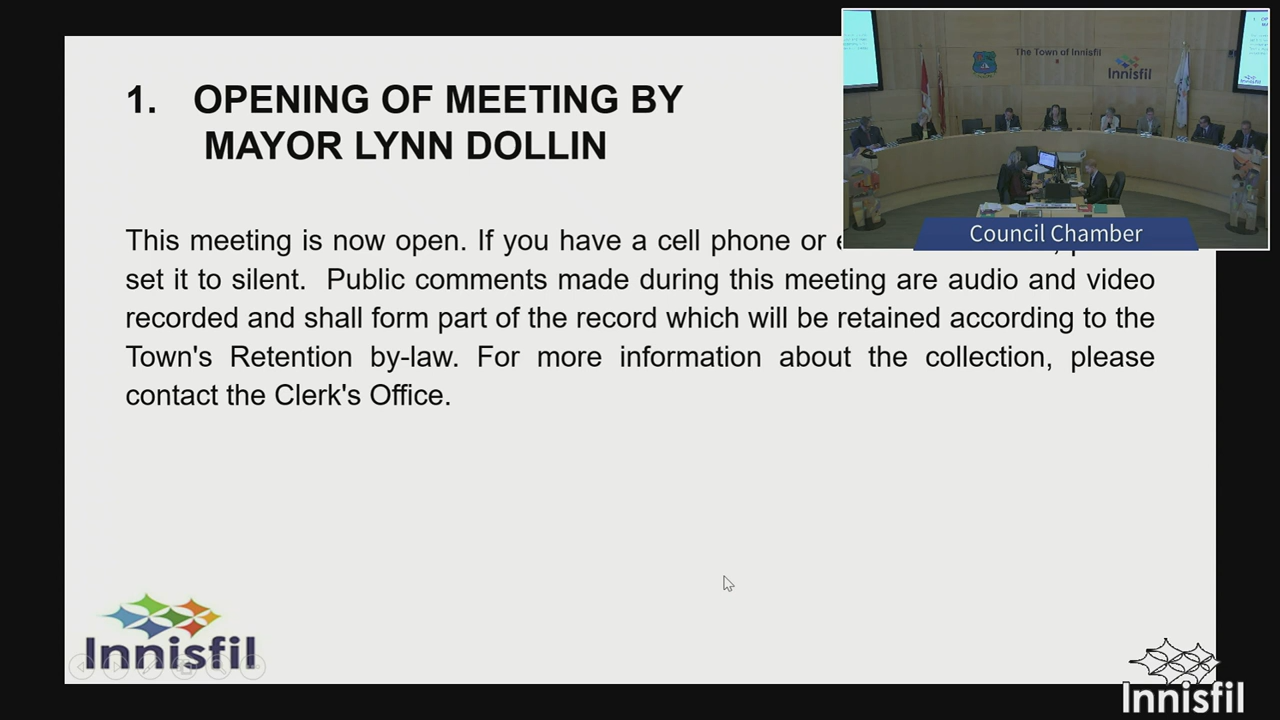 1. OPENING OF MEETING BY
MAYOR LYNN DOLLIN
The Town of Innisfil
Innisfil
Council Chamber
This meeting is now open. If you have a cell phone or
set it to silent. Public comments made during this meeting are audio and video
recorded and shall form part of the record which will be retained according to the
Town's Retention by-law. For more information about the collection, please
contact the Clerk's Office.
Innisfil
Innisfil